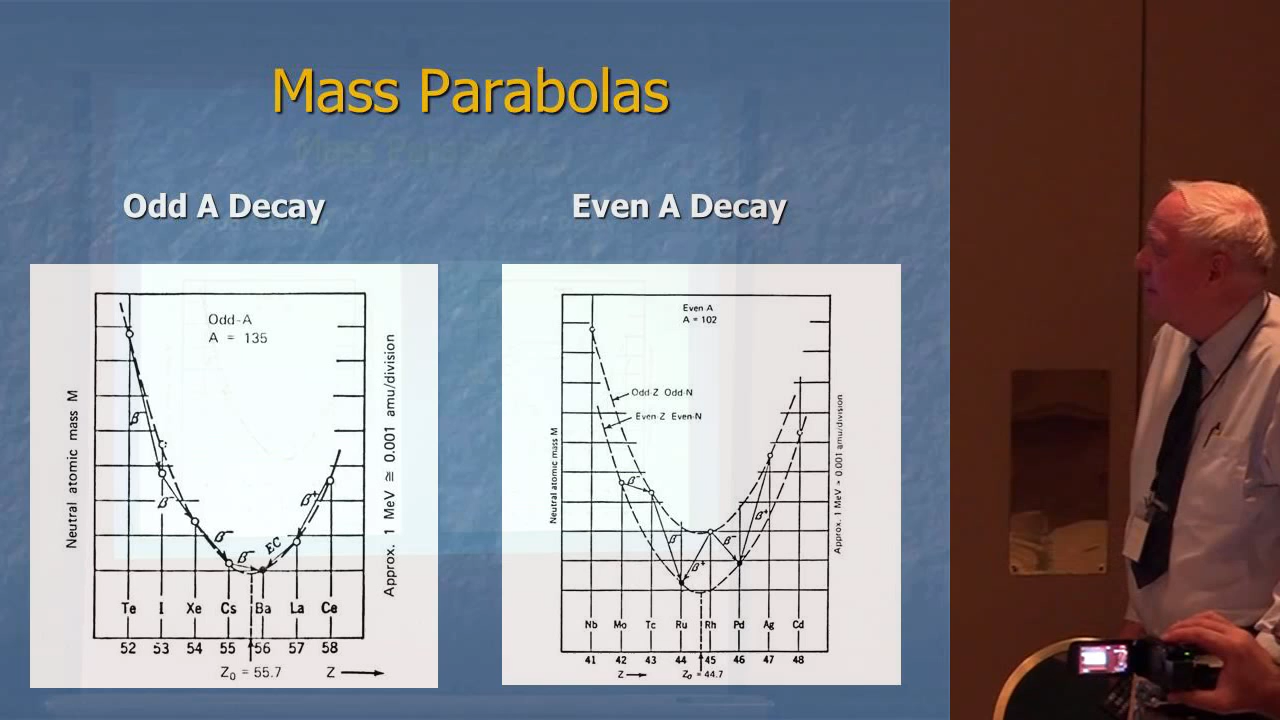 Mass Parabolas
Odd A Decay
Even A Decay
Odd-A
A = 135
Neutral atomic mass M
Approx. 1 MeV ≅ 0.001 amu/division
β⁻
β⁻
β⁻
β⁻
EC
β⁺
Te I Xe Cs Ba La Ce
52 53 54 55 56 57 58
Z₀ = 55.7 Z
Even A
A = 102
Odd-Z Odd-N
Even-Z Even-N
Neutral atomic mass M
Approx. 1 MeV > 0.001 amu/division
β⁻
β⁻
β⁺
β⁻
β⁺
Nb Mo Tc Ru Rh Pd Ag Cd
41 42 43 44 45 46 47 48
Z Z₀ = 44.7